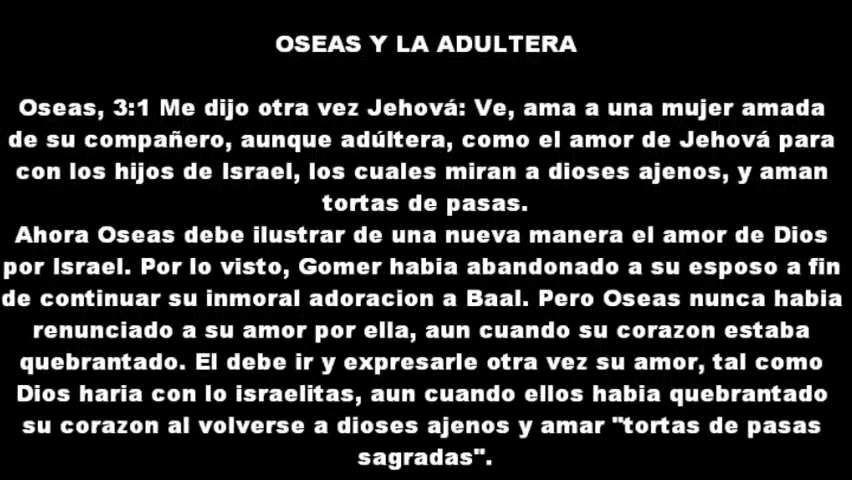 OSEAS Y LA ADULTERA
Oseas, 3:1 Me dijo otra vez Jehová: Ve, ama a una mujer amada
de su compañero, aunque adúltera, como el amor de Jehová para
con los hijos de Israel, los cuales miran a dioses ajenos, y aman
tortas de pasas.
Ahora Oseas debe ilustrar de una nueva manera el amor de Dios
por Israel. Por lo visto, Gomer habia abandonado a su esposo a fin
de continuar su inmoral adoracion a Baal. Pero Oseas nunca habia
renunciado a su amor por ella, aun cuando su corazon estaba
quebrantado. El debe ir y expresarle otra vez su amor, tal como
Dios haria con lo israelitas, aun cuando ellos habia quebrantado
su corazon al volverse a dioses ajenos y amar "tortas de pasas
sagradas".